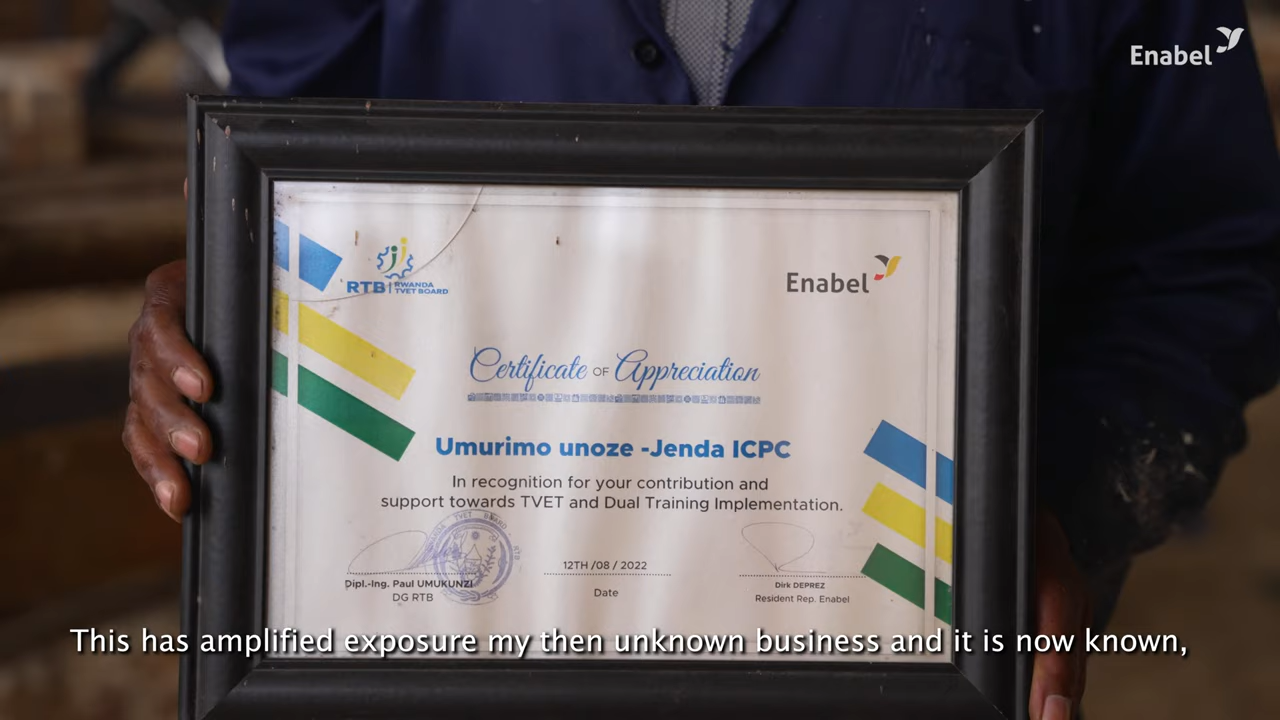 Enabel
RTB
RWANDA
TVET BOARD
Enabel
Certificate OF Appreciation
Umurimo unoze -Jenda ICPC
In recognition for your contribution and
support towards TVET and Dual Training Implementation.
12TH /08 / 2022
Dipl.-Ing. Paul UMUKUNZI
DG RTB
Date
Dirk DEPREZ
Resident Rep. Enabel
This has amplified exposure my then unknown business and it is now known,